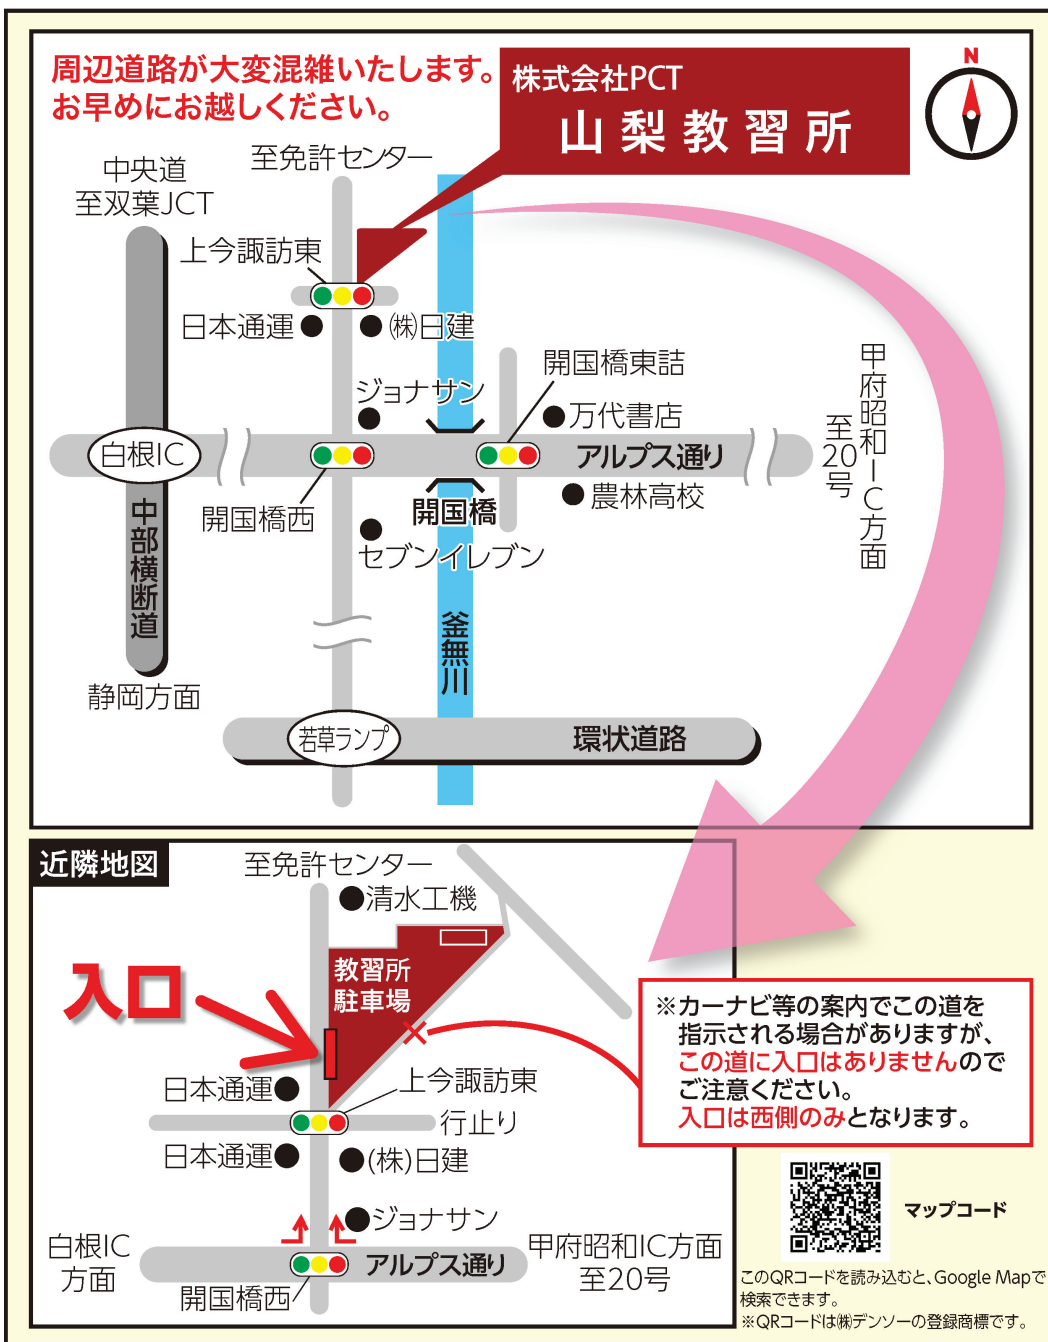 周辺道路が大変混雑いたします。
お早めにお越しください。
株式会社PCT
山梨教習所
N
中央道
至双葉JCT
至免許センター
上今諏訪東
日本通運
㈱日建
ジョナサン
開国橋東詰
万代書店
白根IC
アルプス通り
甲府昭和IC方面
至20号
開国橋西
開国橋
農林高校
セブンイレブン
中部横断道
釜無川
静岡方面
若草ランプ
環状道路
近隣地図
至免許センター
清水工機
教習所
駐車場
入口
※カーナビ等の案内でこの道を
指示される場合がありますが、
この道に入口はありませんので
ご注意ください。
入口は西側のみとなります。
日本通運
上今諏訪東
行止り
日本通運
(株)日建
ジョナサン
白根IC
方面
アルプス通り
甲府昭和IC方面
至20号
開国橋西
マップコード
このQRコードを読み込むと、Google Mapで
検索できます。
※QRコードは㈱デンソーの登録商標です。